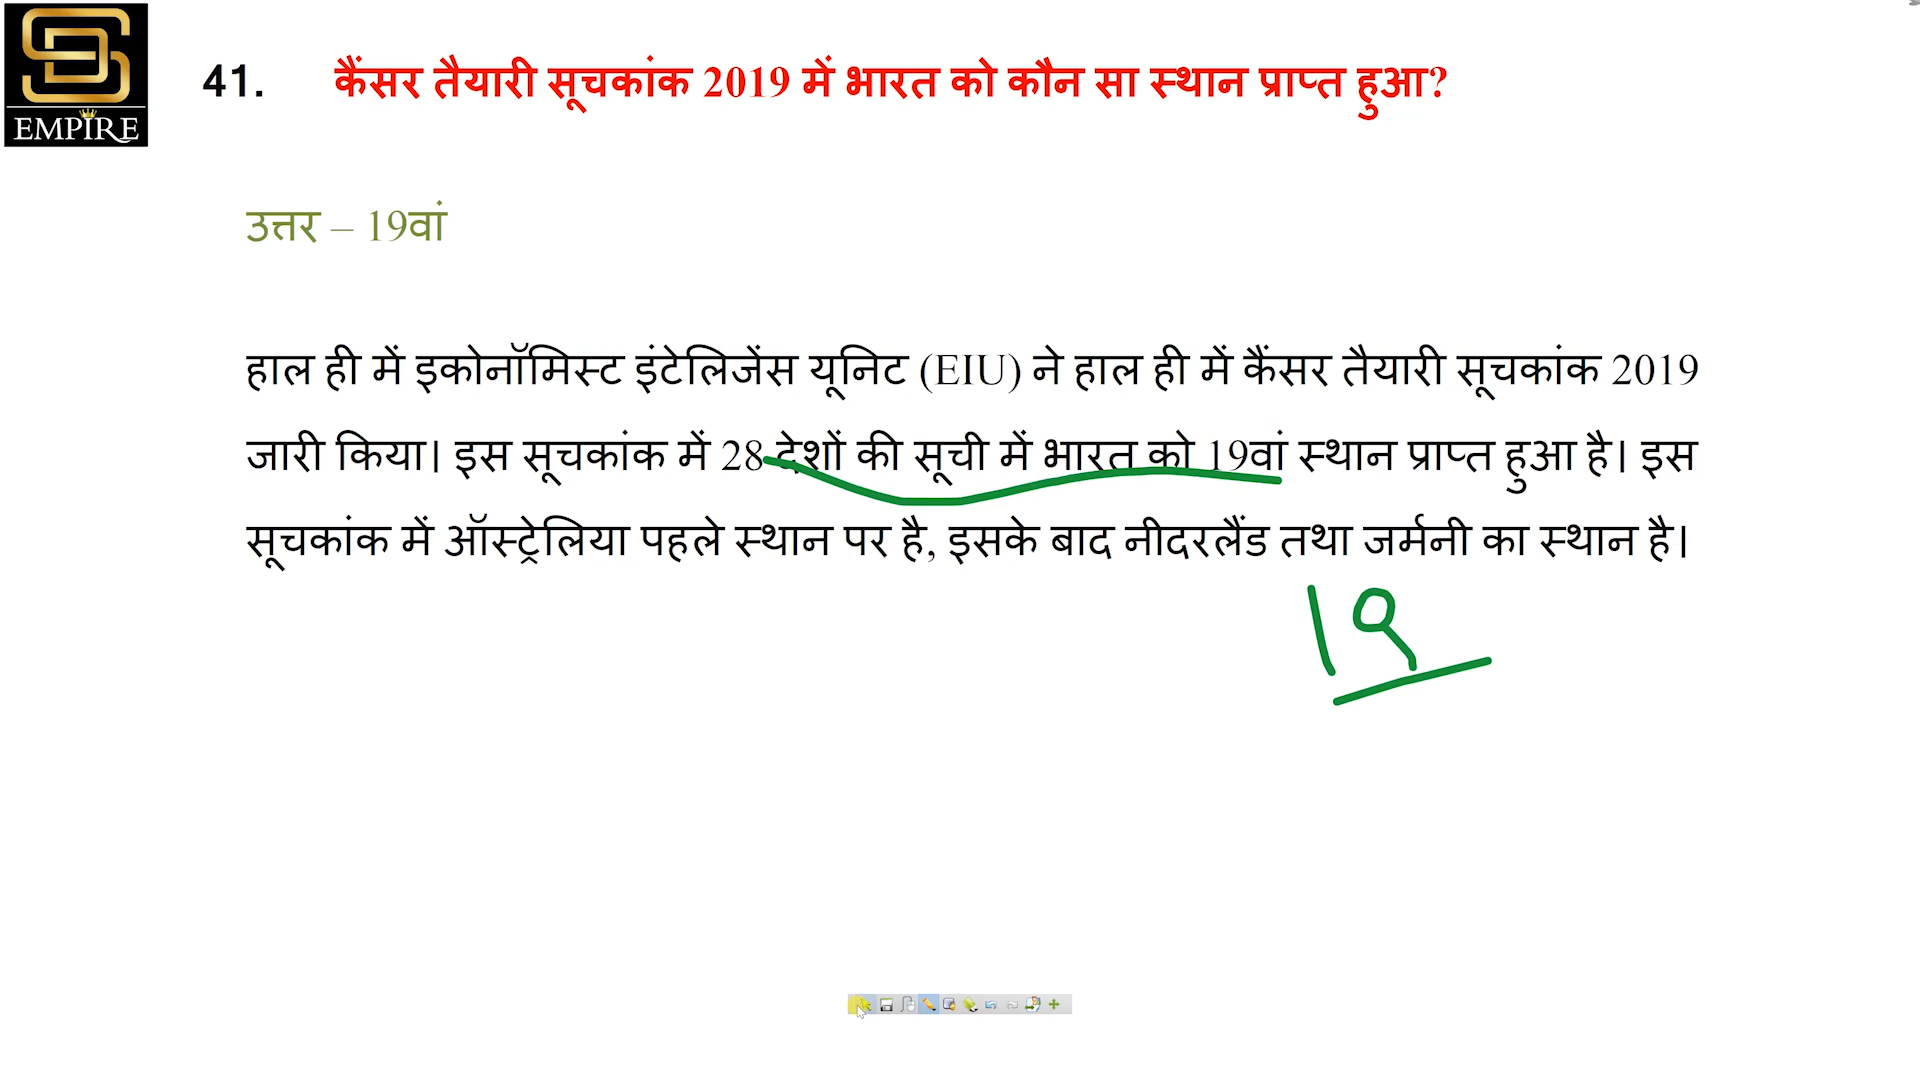 SD
EMPIRE
41. कैंसर तैयारी सूचकांक 2019 में भारत को कौन सा स्थान प्राप्त हुआ?
उत्तर – 19वां
हाल ही में इकोनॉमिस्ट इंटेलिजेंस यूनिट (EIU) ने हाल ही में कैंसर तैयारी सूचकांक 2019
जारी किया। इस सूचकांक में 28 देशों की सूची में भारत को 19वां स्थान प्राप्त हुआ है। इस
सूचकांक में ऑस्ट्रेलिया पहले स्थान पर है, इसके बाद नीदरलैंड तथा जर्मनी का स्थान है।
19